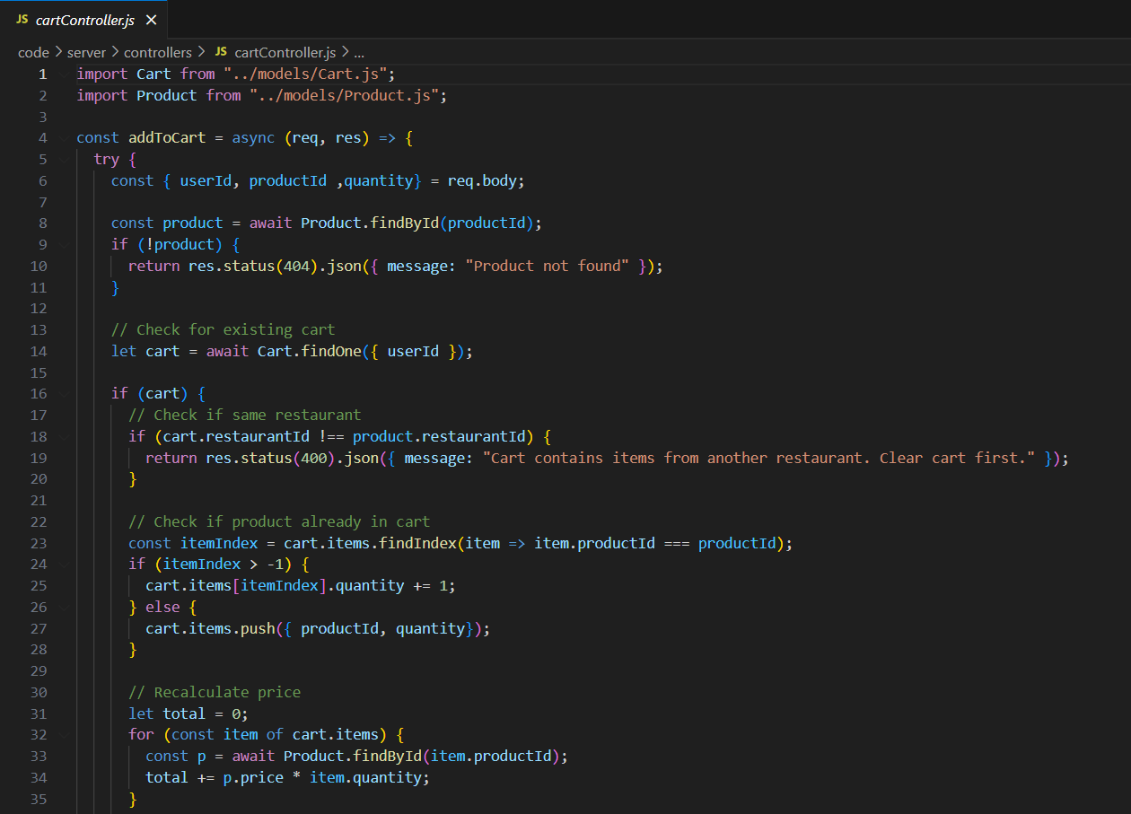 JS cartController.js ×
code > server > controllers > JS cartController.js > ...
1 import Cart from "../models/Cart.js";
2 import Product from "../models/Product.js";
3
4 const addToCart = async (req, res) => {
5   try {
6     const { userId, productId ,quantity} = req.body;
7
8     const product = await Product.findById(productId);
9     if (!product) {
10       return res.status(404).json({ message: "Product not found" });
11     }
12
13     // Check for existing cart
14     let cart = await Cart.findOne({ userId });
15
16     if (cart) {
17       // Check if same restaurant
18       if (cart.restaurantId !== product.restaurantId) {
19         return res.status(400).json({ message: "Cart contains items from another restaurant. Clear cart first." });
20       }
21
22       // Check if product already in cart
23       const itemIndex = cart.items.findIndex(item => item.productId === productId);
24       if (itemIndex > -1) {
25         cart.items[itemIndex].quantity += 1;
26       } else {
27         cart.items.push({ productId, quantity});
28       }
29
30       // Recalculate price
31       let total = 0;
32       for (const item of cart.items) {
33         const p = await Product.findById(item.productId);
34         total += p.price * item.quantity;
35       }